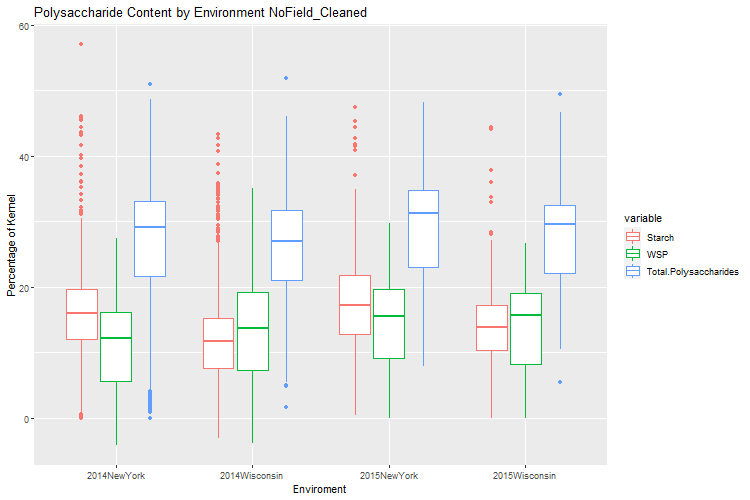 Polysaccharide Content by Environment NoField_Cleaned
60
40
20
0
Percentage of Kernel
2014NewYork
2014Wisconsin
2015NewYork
2015Wisconsin
Enviroment
variable
Starch
WSP
Total.Polysaccharides